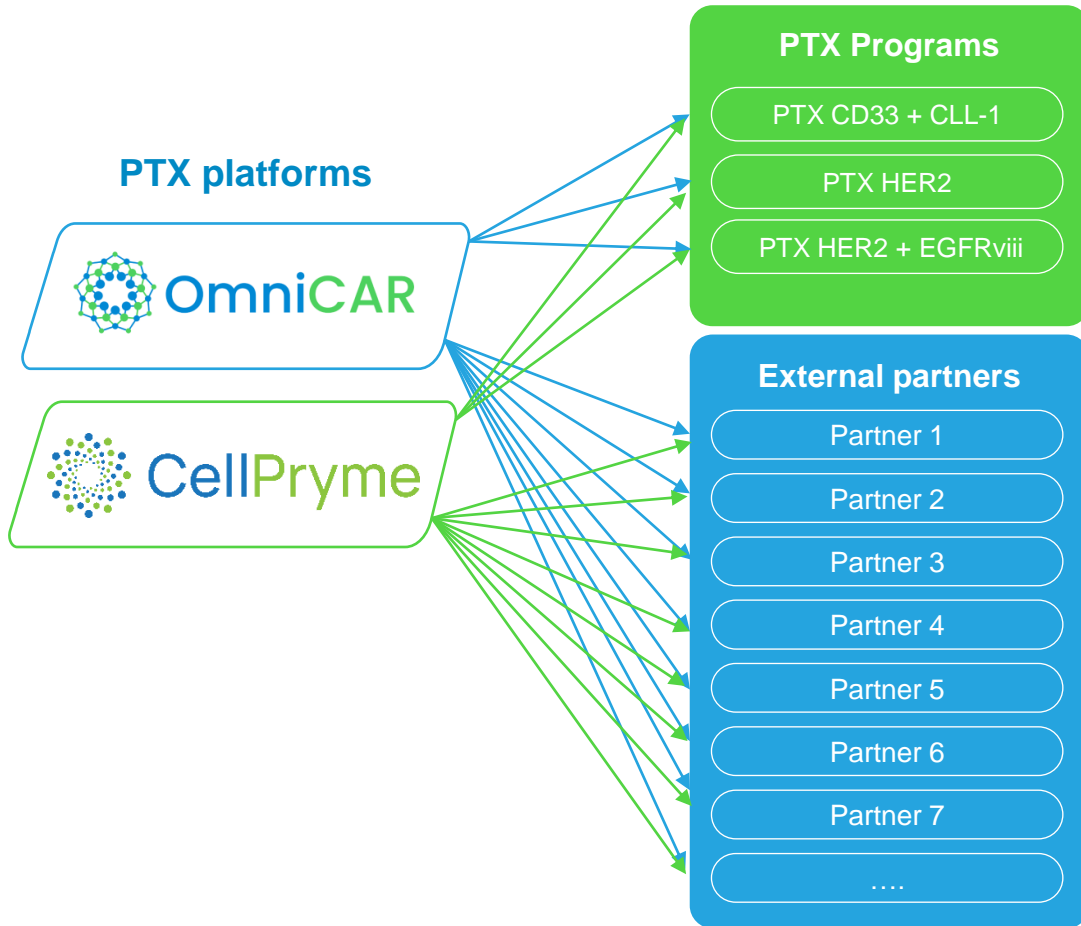 PTX platforms
OmniCAR
CellPryme
PTX Programs
PTX CD33 + CLL-1
PTX HER2
PTX HER2 + EGFRviii
External partners
Partner 1
Partner 2
Partner 3
Partner 4
Partner 5
Partner 6
Partner 7
....